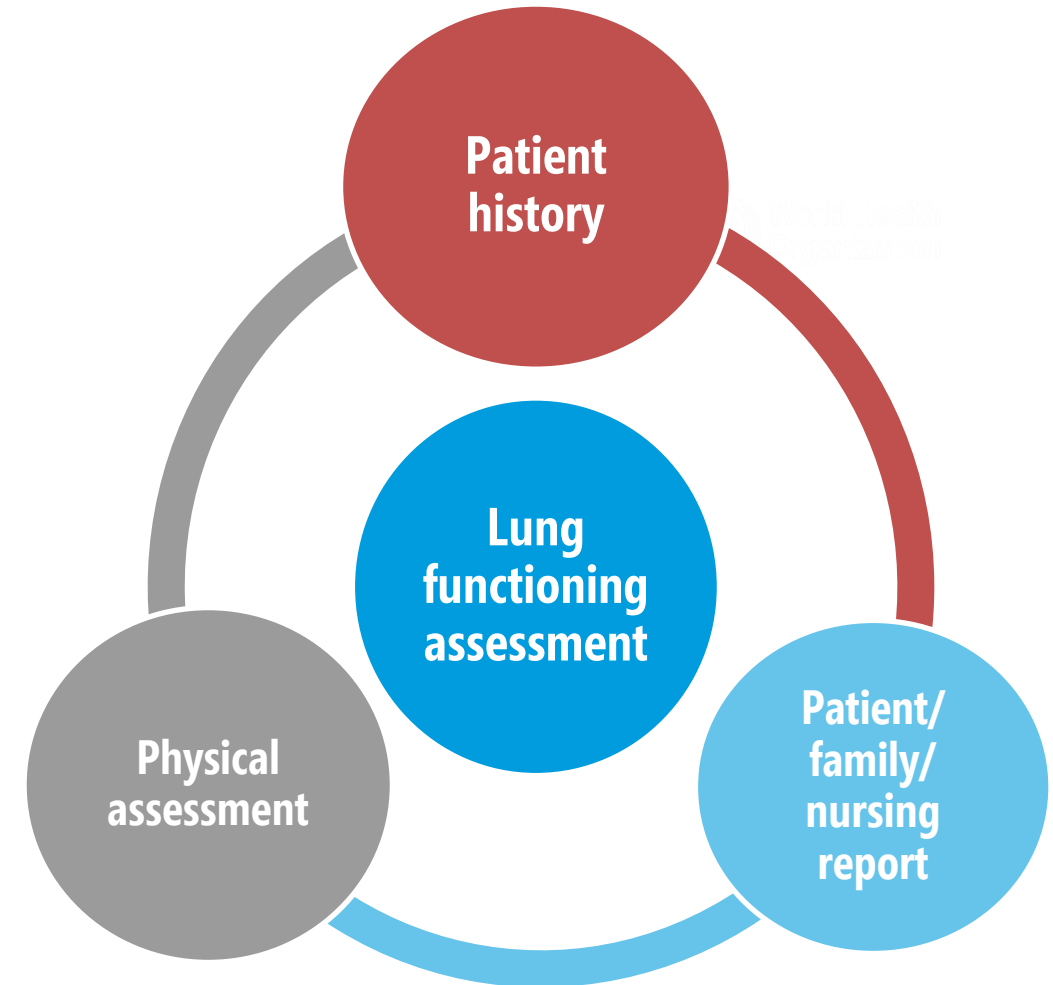 Patient
history
Lung
functioning
assessment
Physical
assessment
Patient/
family/
nursing
report